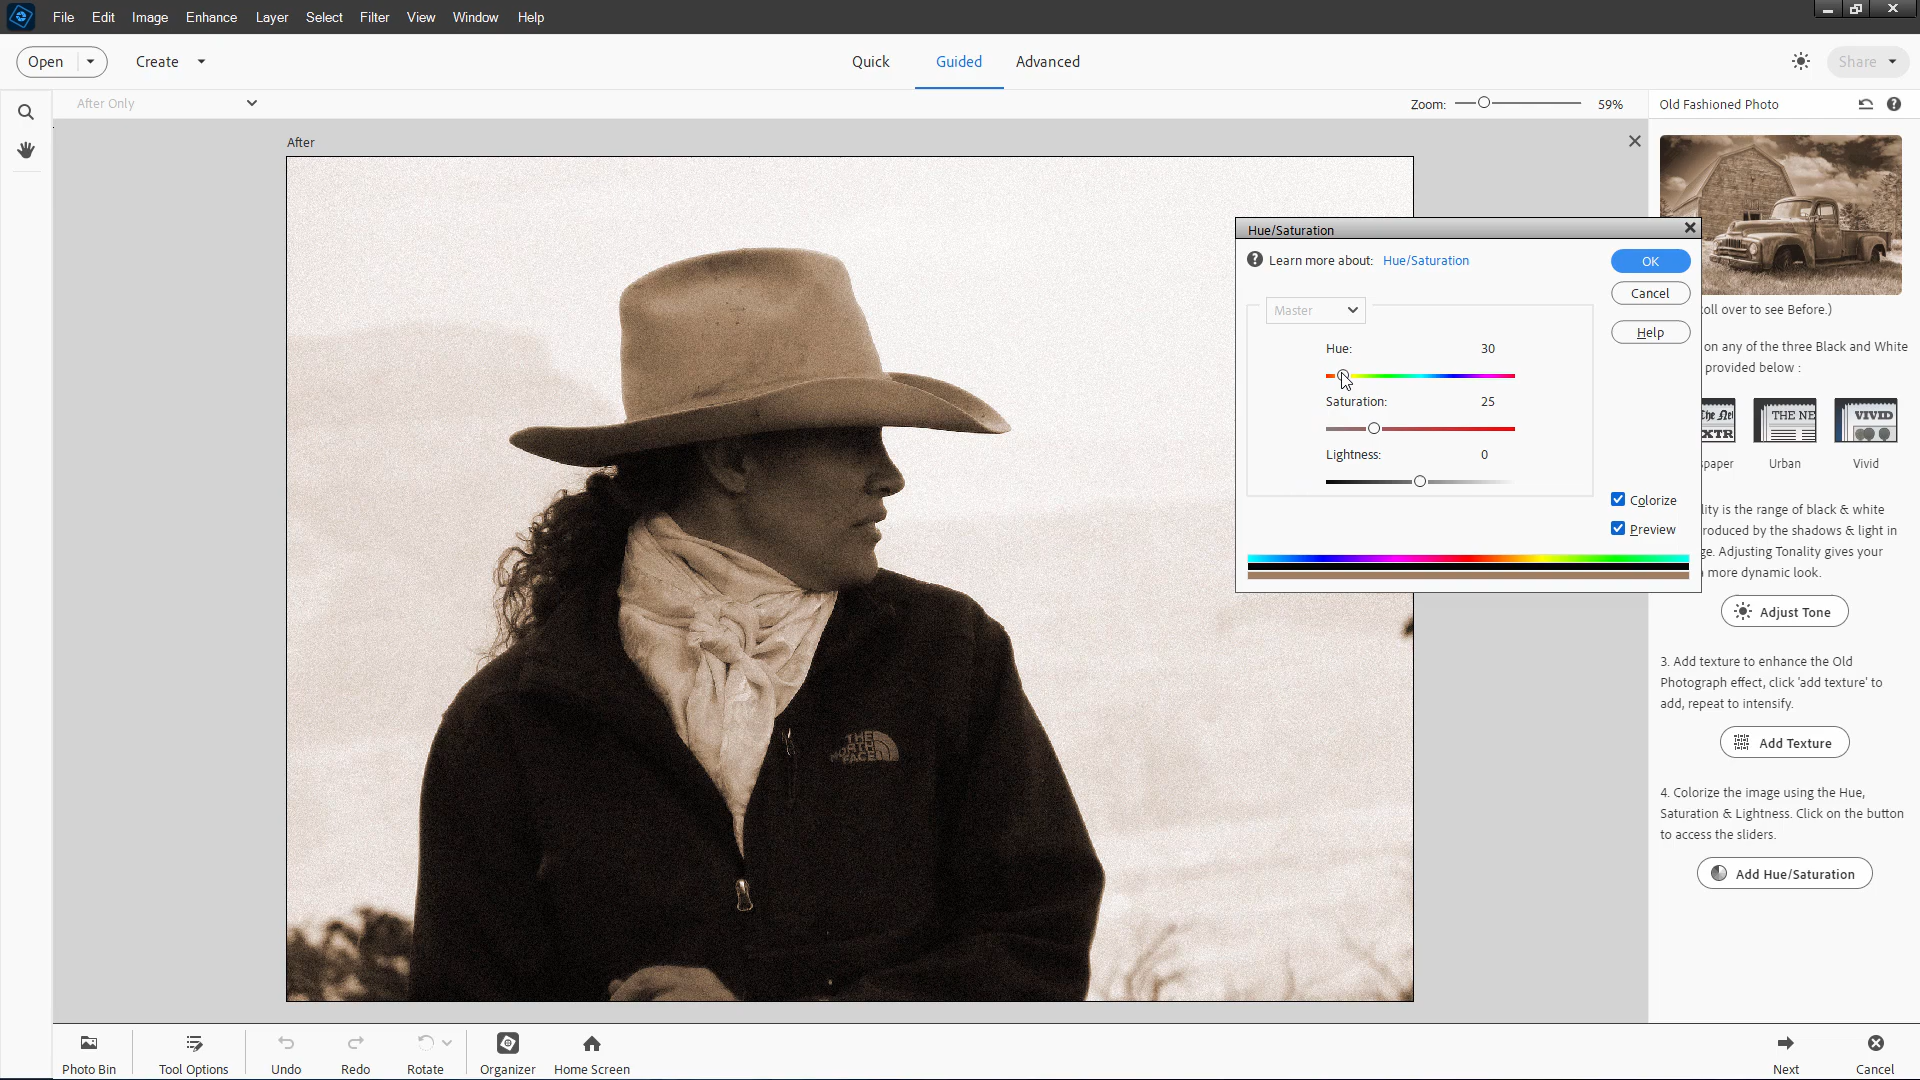 File Edit Image Enhance Layer Select Filter View Window Help
Open Create Quick Guided Advanced Share
After Only Zoom: 59% Old Fashioned Photo
After
Hue/Saturation
Learn more about: Hue/Saturation OK
Cancel
Master
Help
Hue: 30
Saturation: 25
Lightness: 0
Colorize
Preview
oll over to see Before.)
on any of the three Black and White
provided below :
The Ne
XTR
THE NE
VIVID
paper Urban Vivid
lity is the range of black & white
roduced by the shadows & light in
ge. Adjusting Tonality gives your
more dynamic look.
Adjust Tone
3. Add texture to enhance the Old
Photograph effect, click 'add texture' to
add, repeat to intensify.
Add Texture
4. Colorize the image using the Hue,
Saturation & Lightness. Click on the button
to access the sliders.
Add Hue/Saturation
THE
NORTH
FACE
Photo Bin Tool Options Undo Redo Rotate Organizer Home Screen Next Cancel